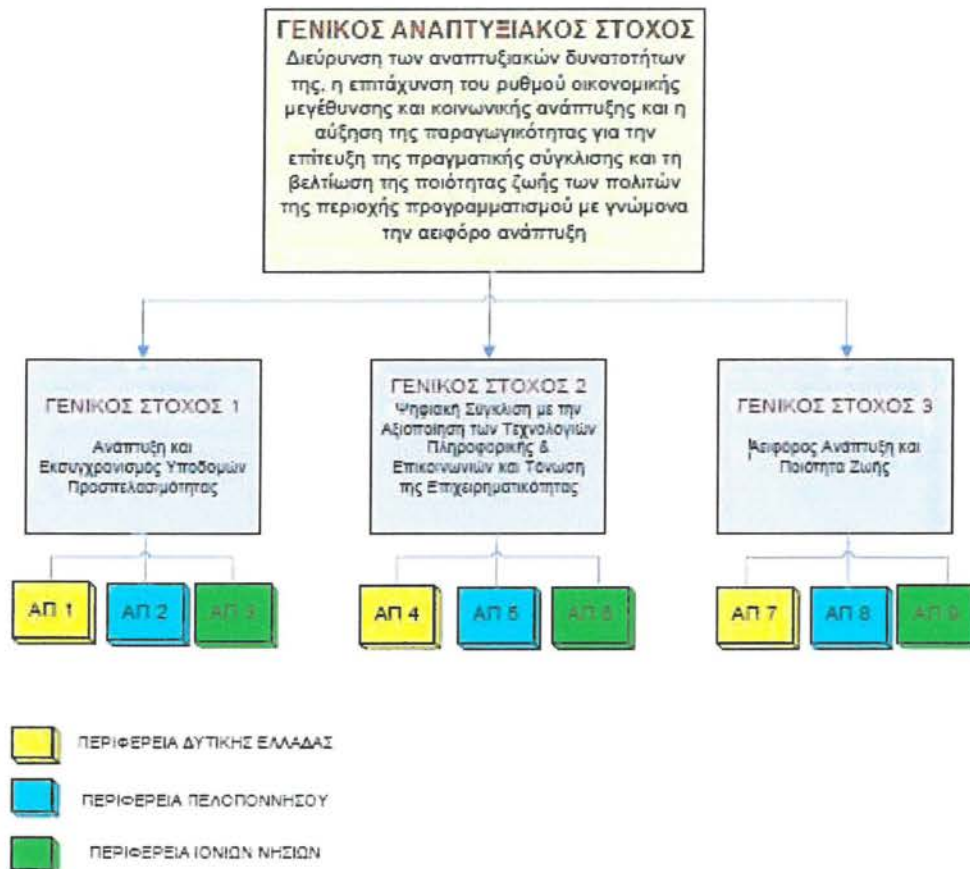 ΓΕΝΙΚΟΣ ΑΝΑΠΤΥΞΙΑΚΟΣ ΣΤΟΧΟΣ
Διεύρυνση των αναπτυξιακών δυνατοτήτων
της, η επιτάχυνση του ρυθμού οικονομικής
μεγέθυνσης και κοινωνικής ανάπτυξης και η
αύξηση της παραγωγικότητας για την
επίτευξη της πραγματικής σύγκλισης και τη
βελτίωση της ποιότητας ζωής των πολιτών
της περιοχής προγραμματισμού με γνώμονα
την αειφόρο ανάπτυξη
ΓΕΝΙΚΟΣ ΣΤΟΧΟΣ 1
Ανάπτυξη και
Εκσυγχρονισμός Υποδομών
Προσπελασιμότητας
ΓΕΝΙΚΟΣ ΣΤΟΧΟΣ 2
Ψηφιακή Σύγκλιση με την
Αξιοποίηση των Τεχνολογιών
Πληροφορικής &
Επικοινωνιών και Τόνωση
της Επιχειρηματικότητας
ΓΕΝΙΚΟΣ ΣΤΟΧΟΣ 3
Αειφόρος Ανάπτυξη και
Ποιότητα Ζωής
ΑΠ 1
ΑΠ 2
ΑΠ 3
ΑΠ 4
ΑΠ 5
ΑΠ 6
ΑΠ 7
ΑΠ 8
ΑΠ 9
ΠΕΡΙΦΕΡΕΙΑ ΔΥΤΙΚΗΣ ΕΛΛΑΔΑΣ
ΠΕΡΙΦΕΡΕΙΑ ΠΕΛΟΠΟΝΝΗΣΟΥ
ΠΕΡΙΦΕΡΕΙΑ ΙΟΝΙΩΝ ΝΗΣΙΩΝ